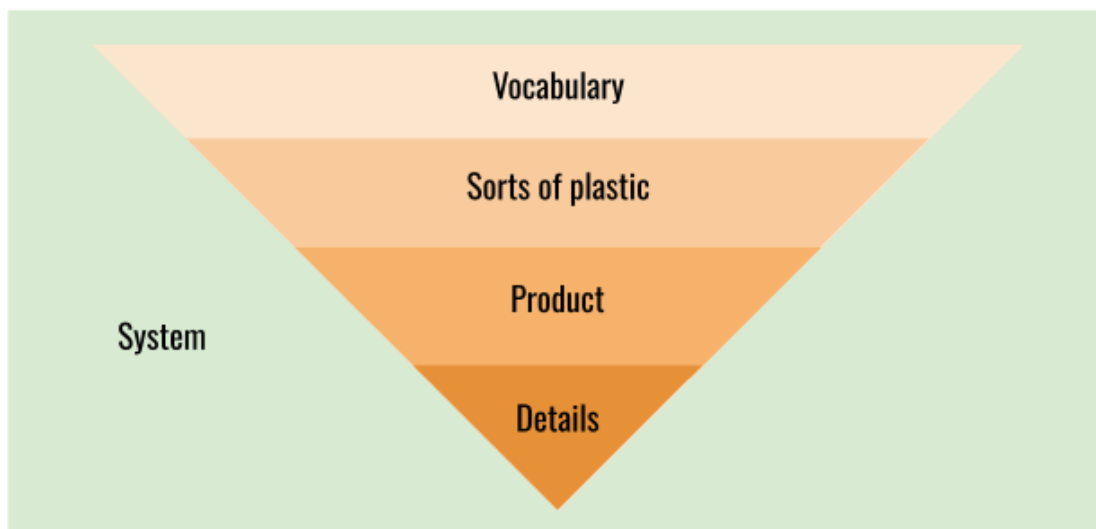 Vocabulary
Sorts of plastic
Product
System
Details